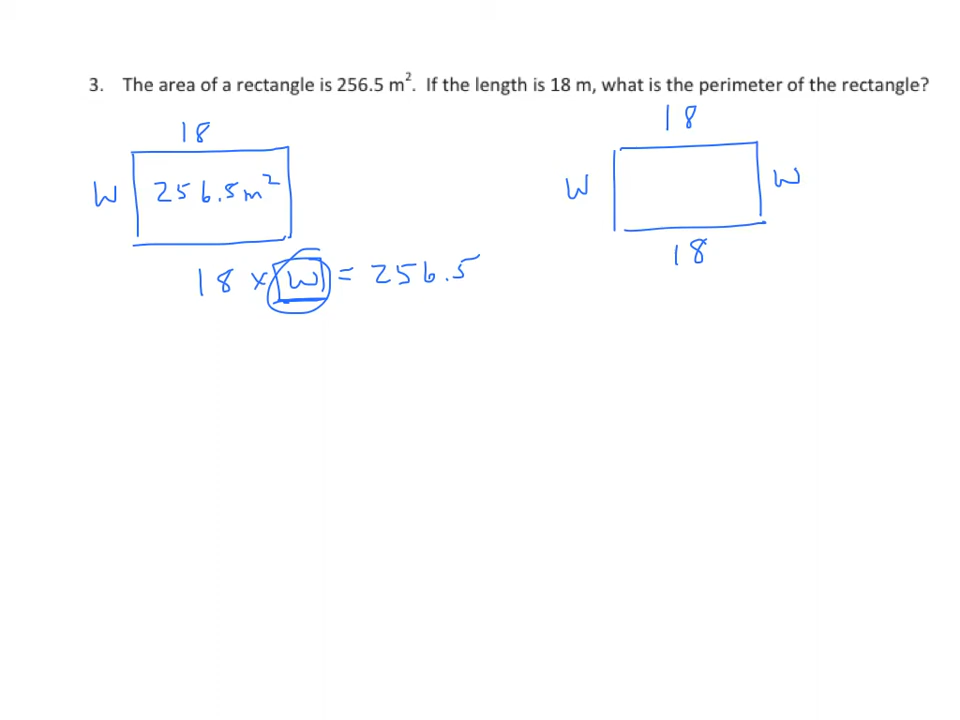 3. The area of a rectangle is 256.5 m². If the length is 18 m, what is the perimeter of the rectangle?
18
18
W
256.5m²
W
W
18
18 × W = 256.5